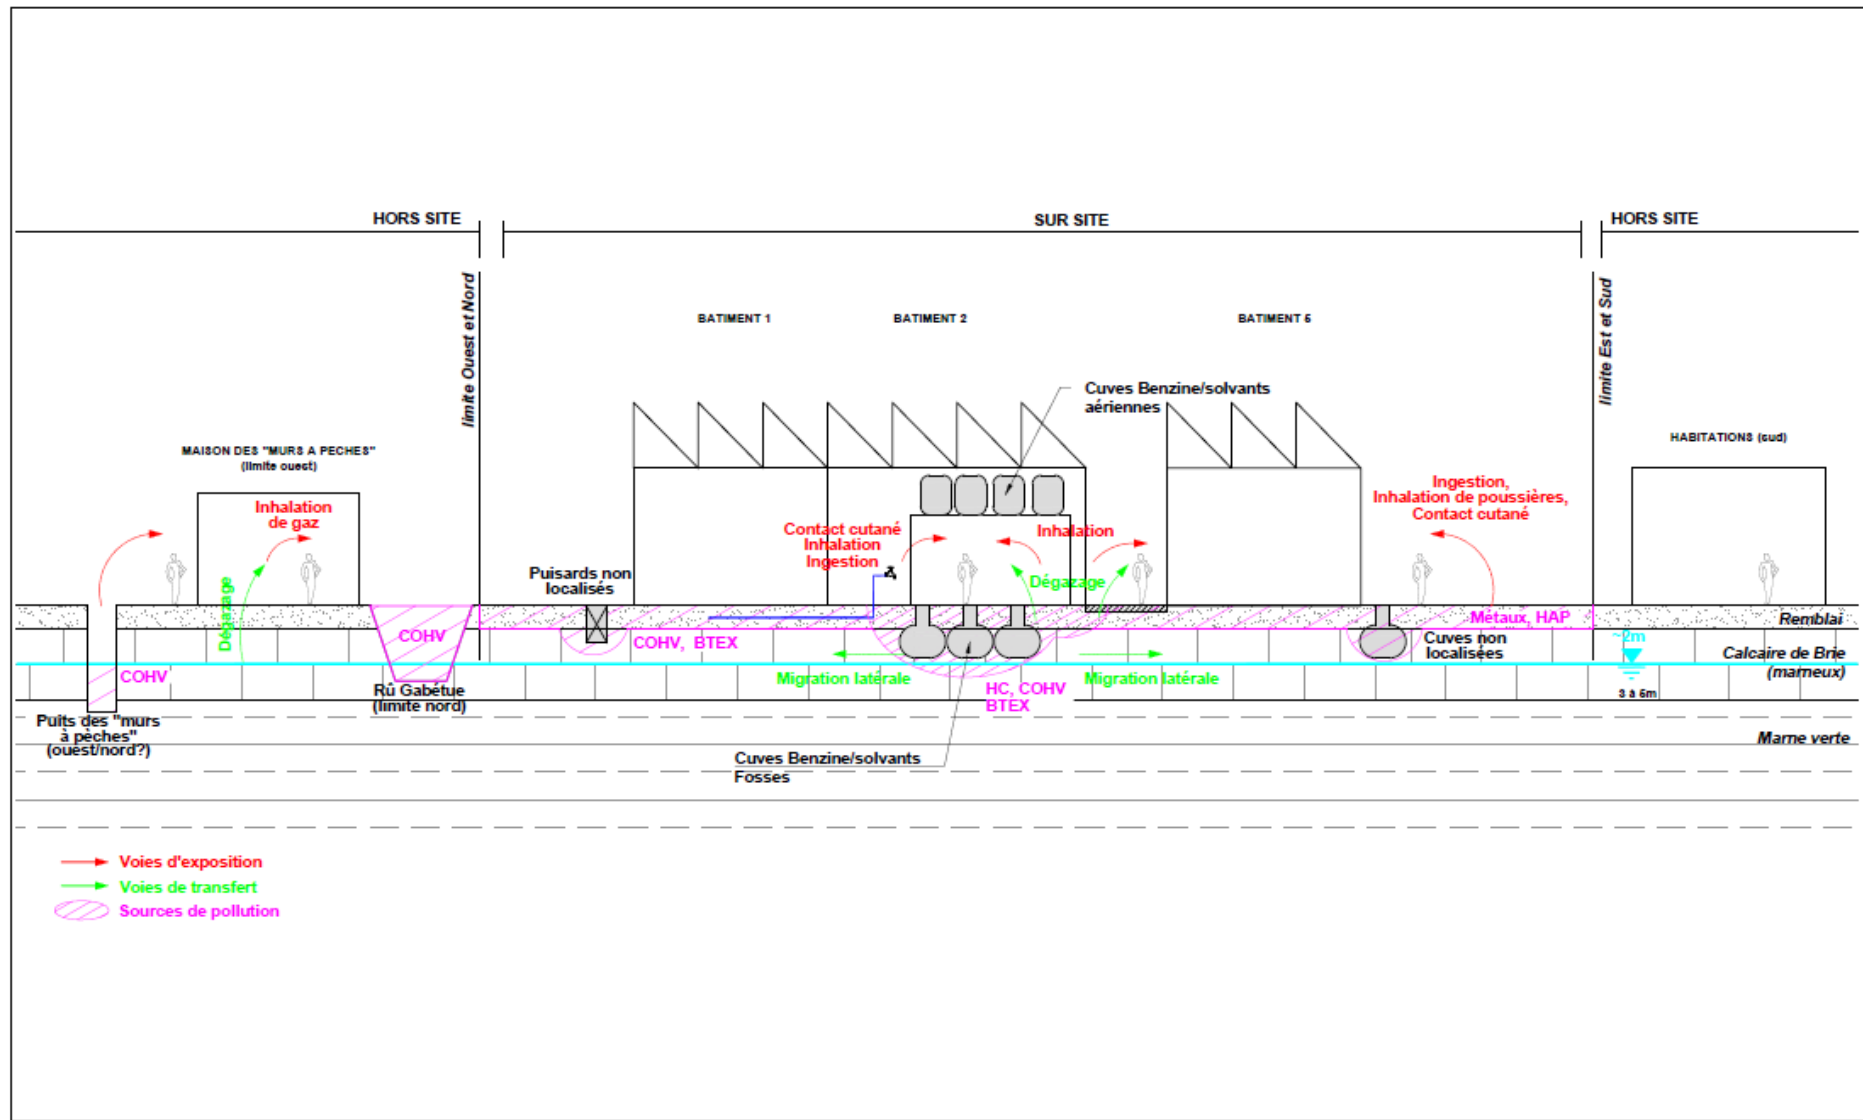 HORS SITE
SUR SITE
HORS SITE
limite Ouest et Nord
limite Est et Sud
BATIMENT 1
BATIMENT 2
BATIMENT 5
Cuves Benzine/solvants
aériennes
MAISON DES "MURS A PECHES"
(limite ouest)
HABITATIONS (sud)
Inhalation
de gaz
Contact cutané
Inhalation
Ingestion
Inhalation
Ingestion,
Inhalation de poussières,
Contact cutané
Puisards non
localisés
Dégazage
Dégazage
COHV
COHV, BTEX
Métaux, HAP
Remblai
~2m
Cuves non
localisées
Calcaire de Brie
(marneux)
COHV
Migration latérale
Migration latérale
HC, COHV
BTEX
Rû Gabétue
(limite nord)
3 à 5m
Puits des "murs
à pèches"
(ouest/nord?)
Marne verte
Cuves Benzine/solvants
Fosses
Voies d'exposition
Voies de transfert
Sources de pollution